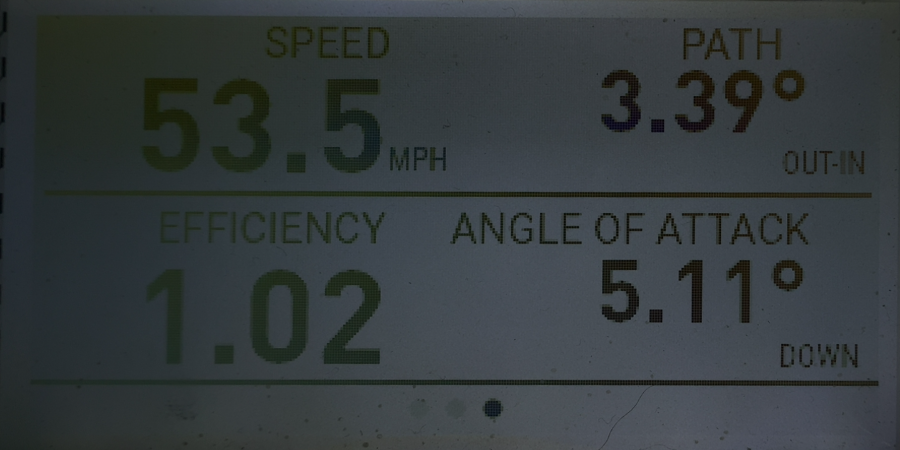 SPEED
53.5 MPH
PATH
3.39°
OUT-IN
EFFICIENCY
1.02
ANGLE OF ATTACK
5.11°
DOWN